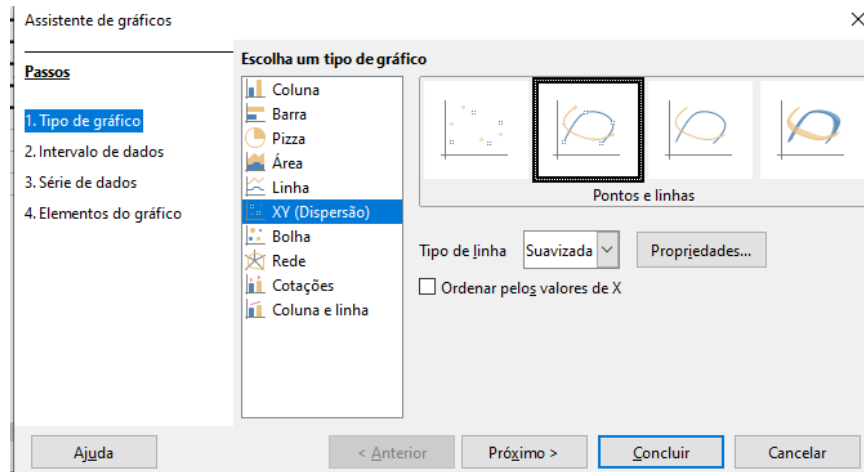 Assistente de gráficos
Passos
1. Tipo de gráfico
2. Intervalo de dados
3. Série de dados
4. Elementos do gráfico
Escolha um tipo de gráfico
Coluna
Barra
Pizza
Área
Linha
XY (Dispersão)
Bolha
Rede
Cotações
Coluna e linha
Pontos e linhas
Tipo de linha Suavizada Propriedades...
Ordenar pelos valores de X
Ajuda < Anterior Próximo > Concluir Cancelar